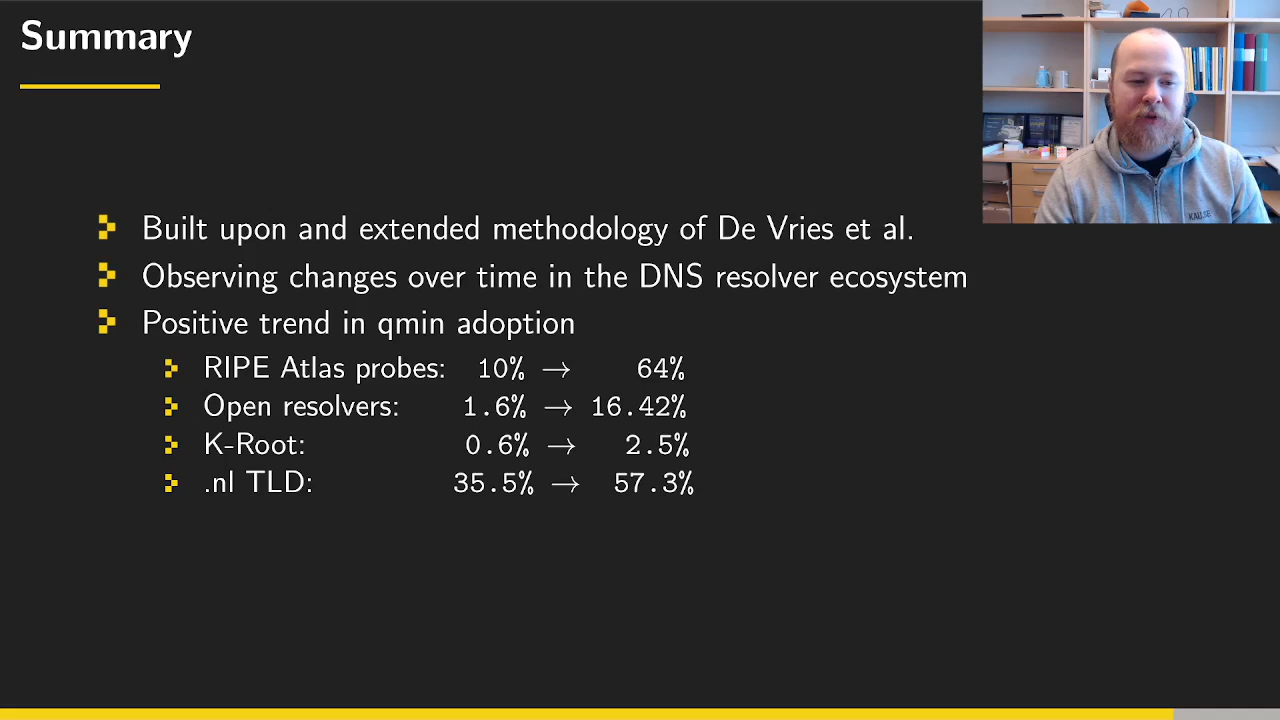 Summary
Built upon and extended methodology of De Vries et al.
Observing changes over time in the DNS resolver ecosystem
Positive trend in qmin adoption
RIPE Atlas probes: 10% → 64%
Open resolvers: 1.6% → 16.42%
K-Root: 0.6% → 2.5%
.nl TLD: 35.5% → 57.3%